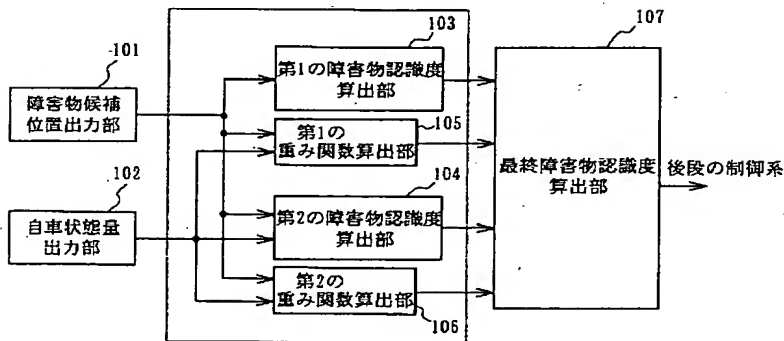 101
障害物候補
位置出力部
102
自車状態量
出力部
103
第1の障害物認識度
算出部
105
第1の
重み関数算出部
104
第2の障害物認識度
算出部
第2の
重み関数算出部
106
107
最終障害物認識度
算出部
後段の制御系